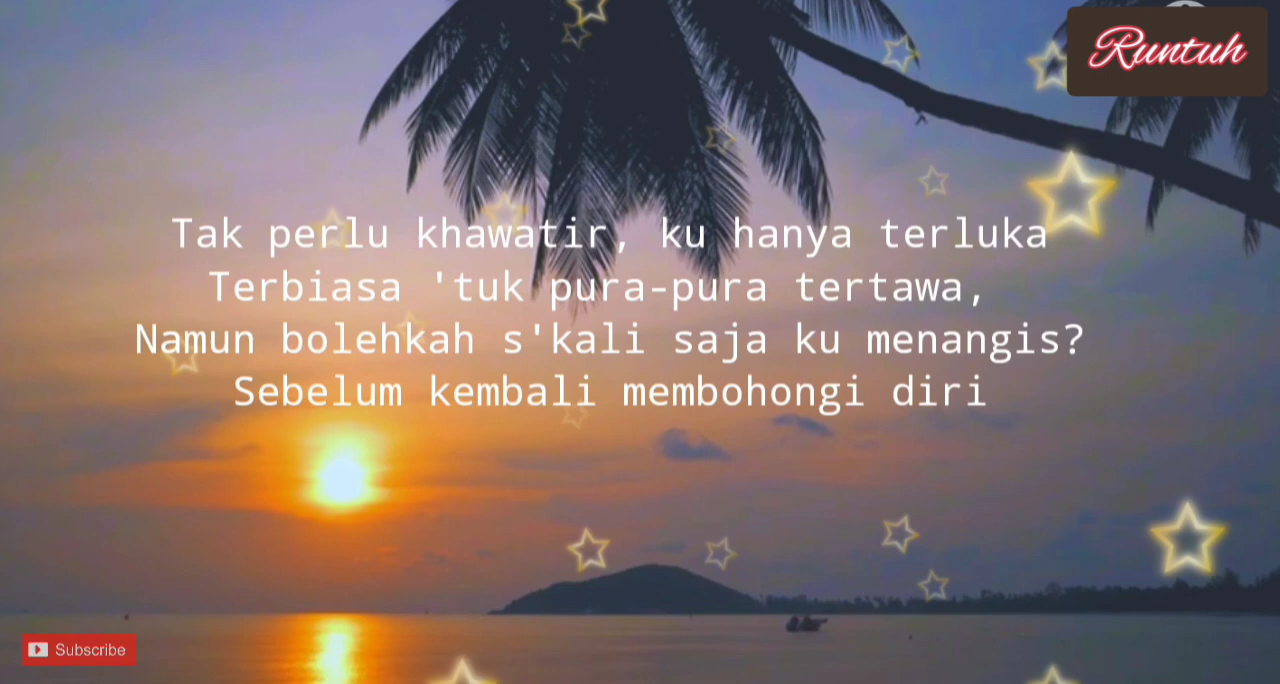 Runtuh
Tak perlu khawatir, ku hanya terluka
Terbiasa 'tuk pura-pura tertawa,
Namun bolehkah s'kali saja ku menangis?
Sebelum kembali membohongi diri
Subscribe